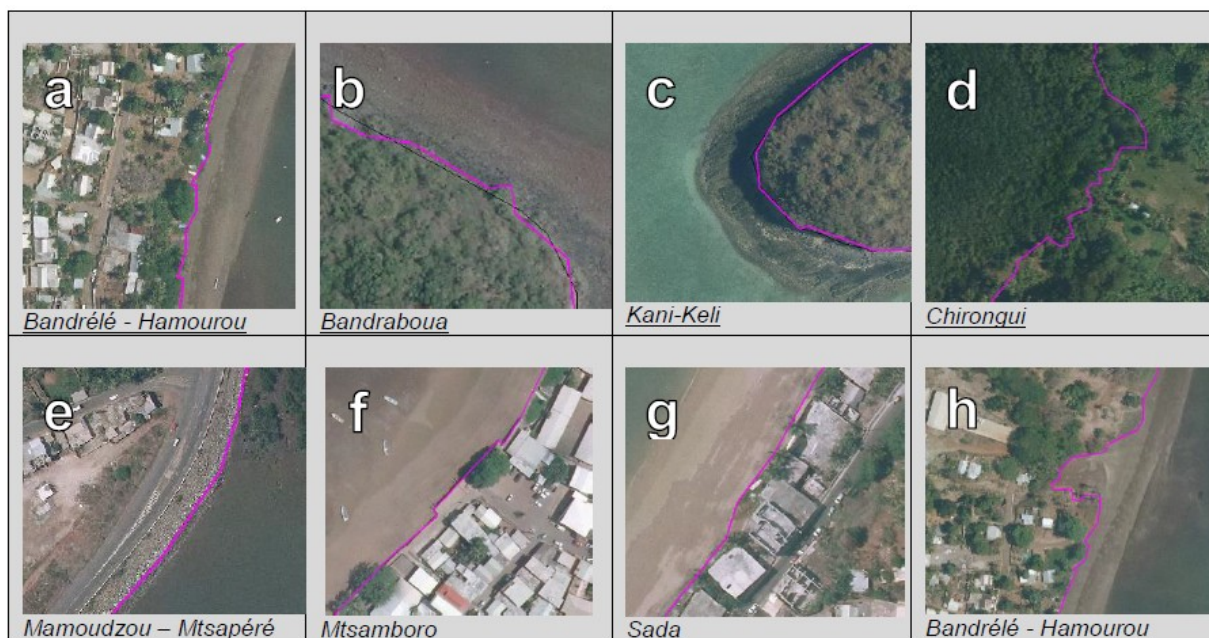 a
b
c
d
Bandrélé - Hamourou
Bandraboua
Kani-Keli
Chirongui
e
f
g
h
Mamoudzou – Mtsapéré
Mtsamboro
Sada
Bandrélé - Hamourou